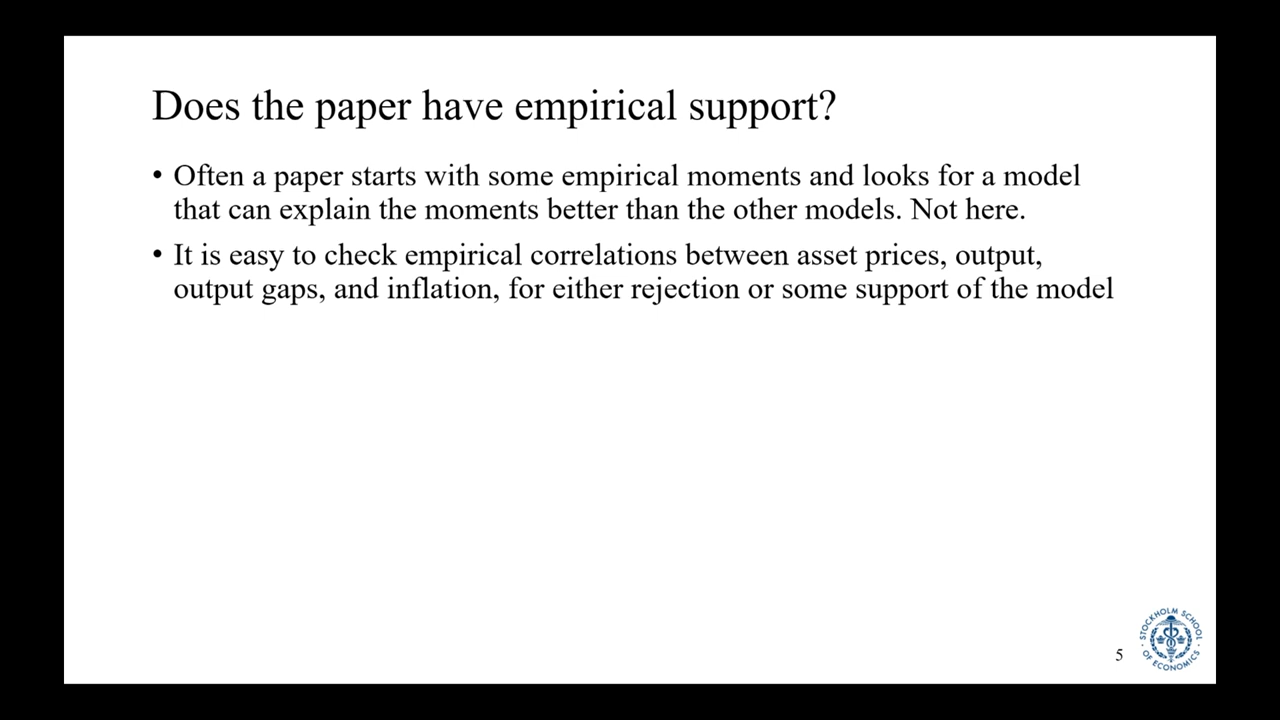 Does the paper have empirical support?
• Often a paper starts with some empirical moments and looks for a model
that can explain the moments better than the other models. Not here.
• It is easy to check empirical correlations between asset prices, output,
output gaps, and inflation, for either rejection or some support of the model
5
STOCKHOLM SCHOOL
OF ECONOMICS